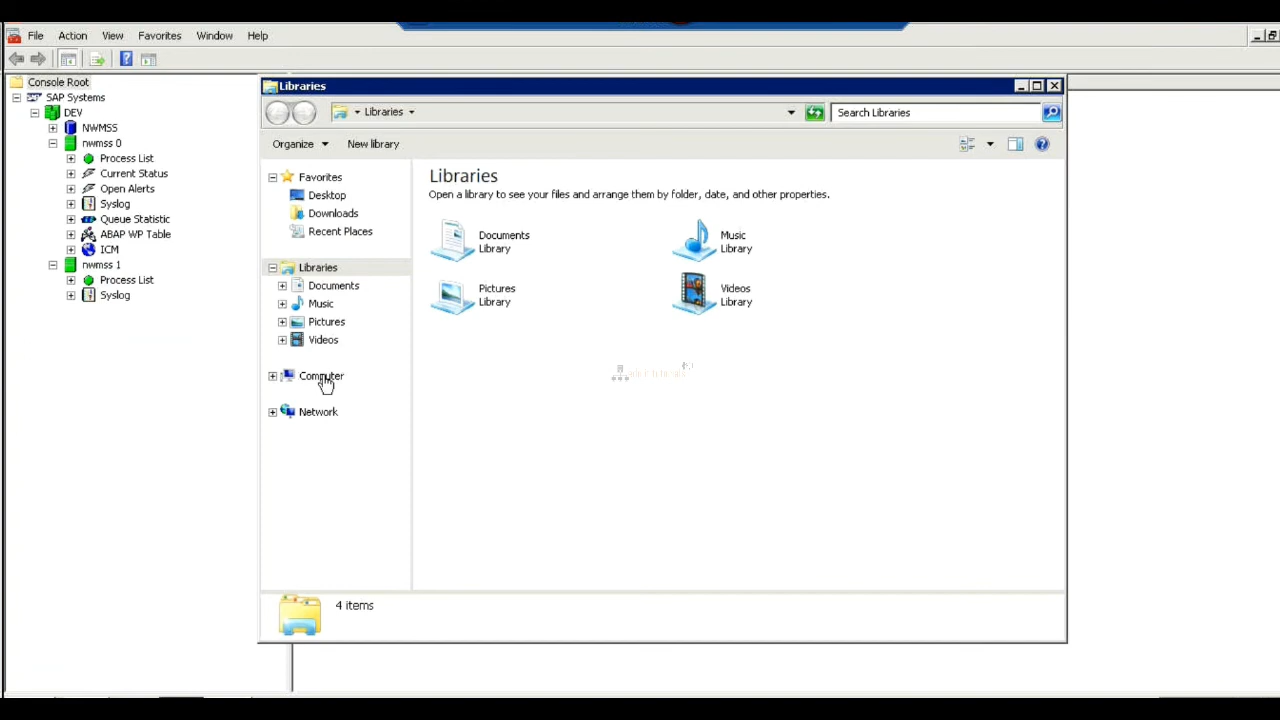 File Action View Favorites Window Help
Console Root
SAP Systems
DEV
NWMSS
nwmss 0
Process List
Current Status
Open Alerts
Syslog
Queue Statistic
ABAP WP Table
ICM
nwmss 1
Process List
Syslog
Libraries
Libraries
Search Libraries
Organize
New library
Favorites
Desktop
Downloads
Recent Places
Libraries
Documents
Music
Pictures
Videos
Computer
Network
Libraries
Open a library to see your files and arrange them by folder, date, and other properties.
Documents
Library
Music
Library
Pictures
Library
Videos
Library
4 items